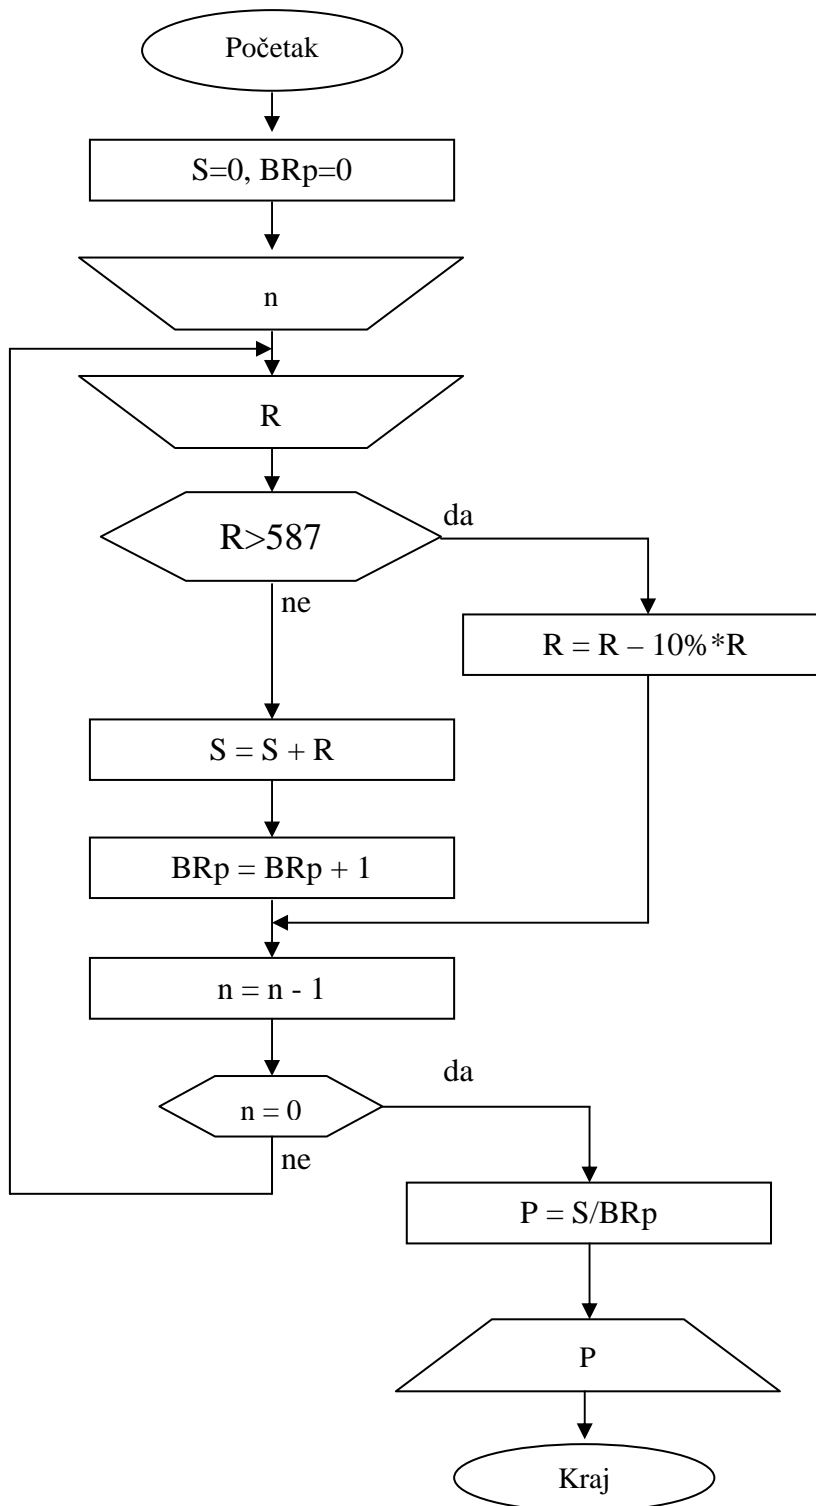 Početak
S=0, BRp=0
n
R
R>587
da
ne
R = R – 10%*R
S = S + R
BRp = BRp + 1
n = n - 1
n = 0
da
ne
P = S/BRp
P
Kraj